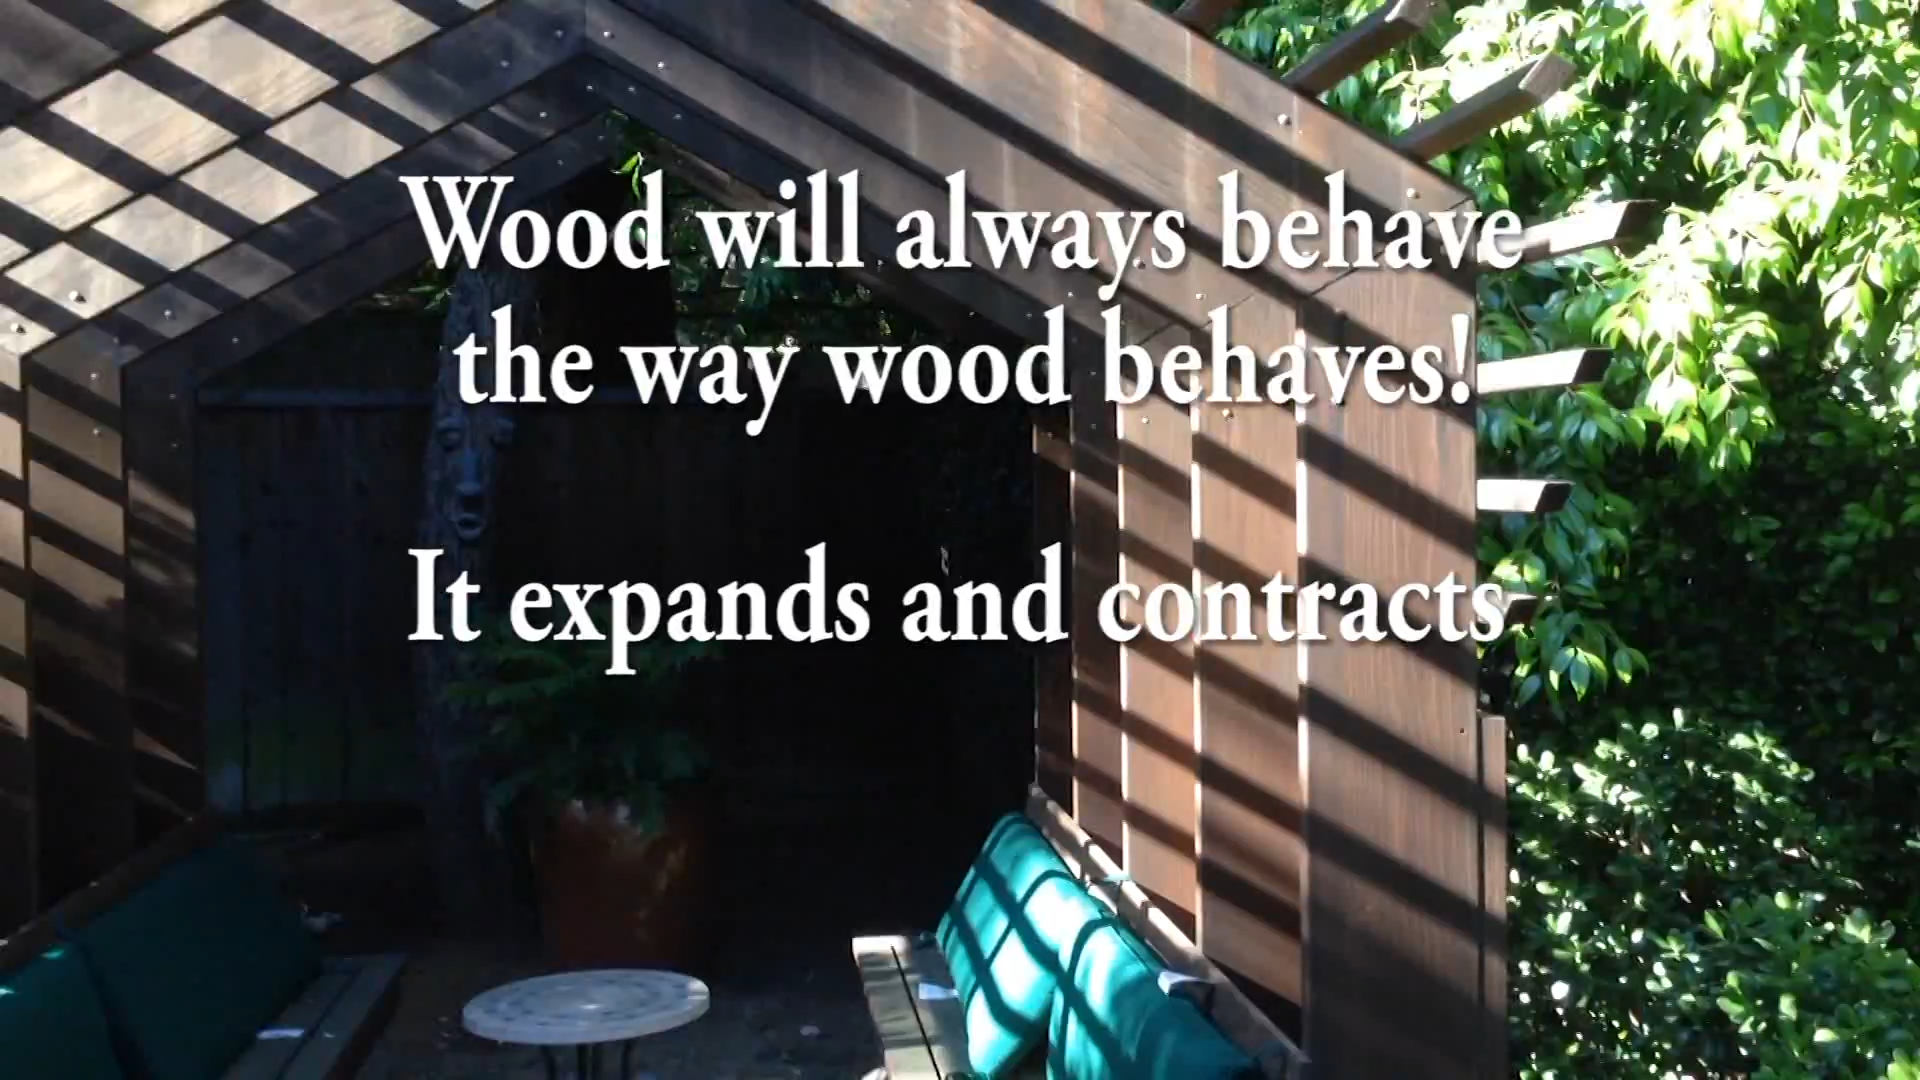 Wood will always behave
the way wood behaves!
It expands and contracts